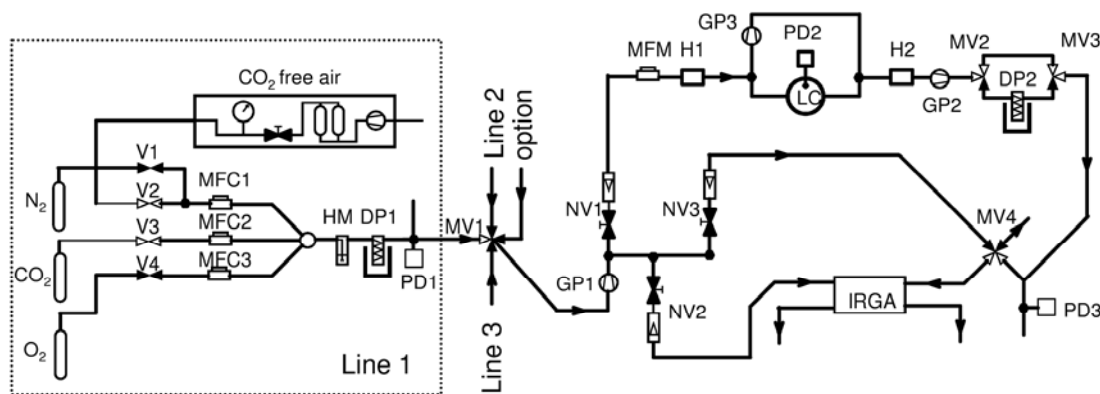 CO₂ free air
V1
N₂
V2
MFC1
V3
MFC2
CO₂
V4
MFC3
O₂
HM
DP1
PD1
Line 1
MV1
Line 2
option
Line 3
GP1
NV1
NV2
NV3
MFM
H1
GP3
PD2
LC
H2
GP2
MV2
DP2
MV3
MV4
IRGA
PD3